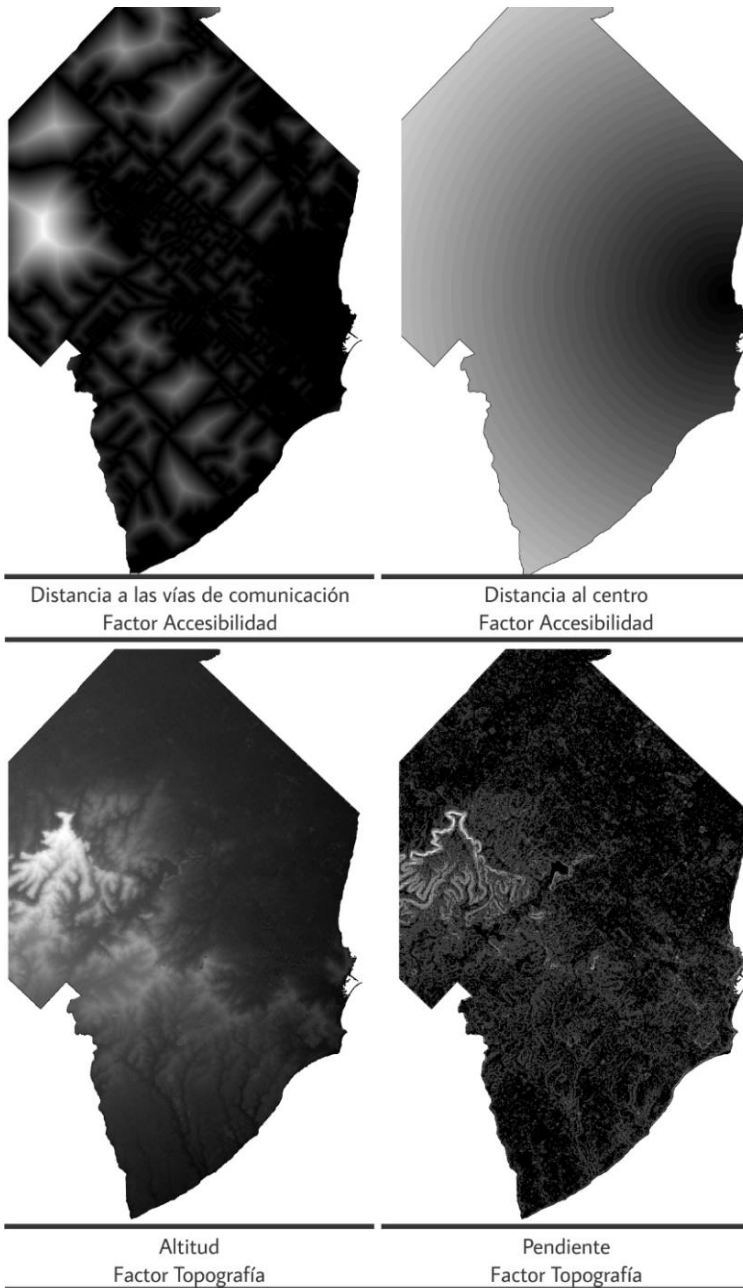 Distancia a las vías de comunicación
Factor Accesibilidad
Distancia al centro
Factor Accesibilidad
Altitud
Factor Topografía
Pendiente
Factor Topografía